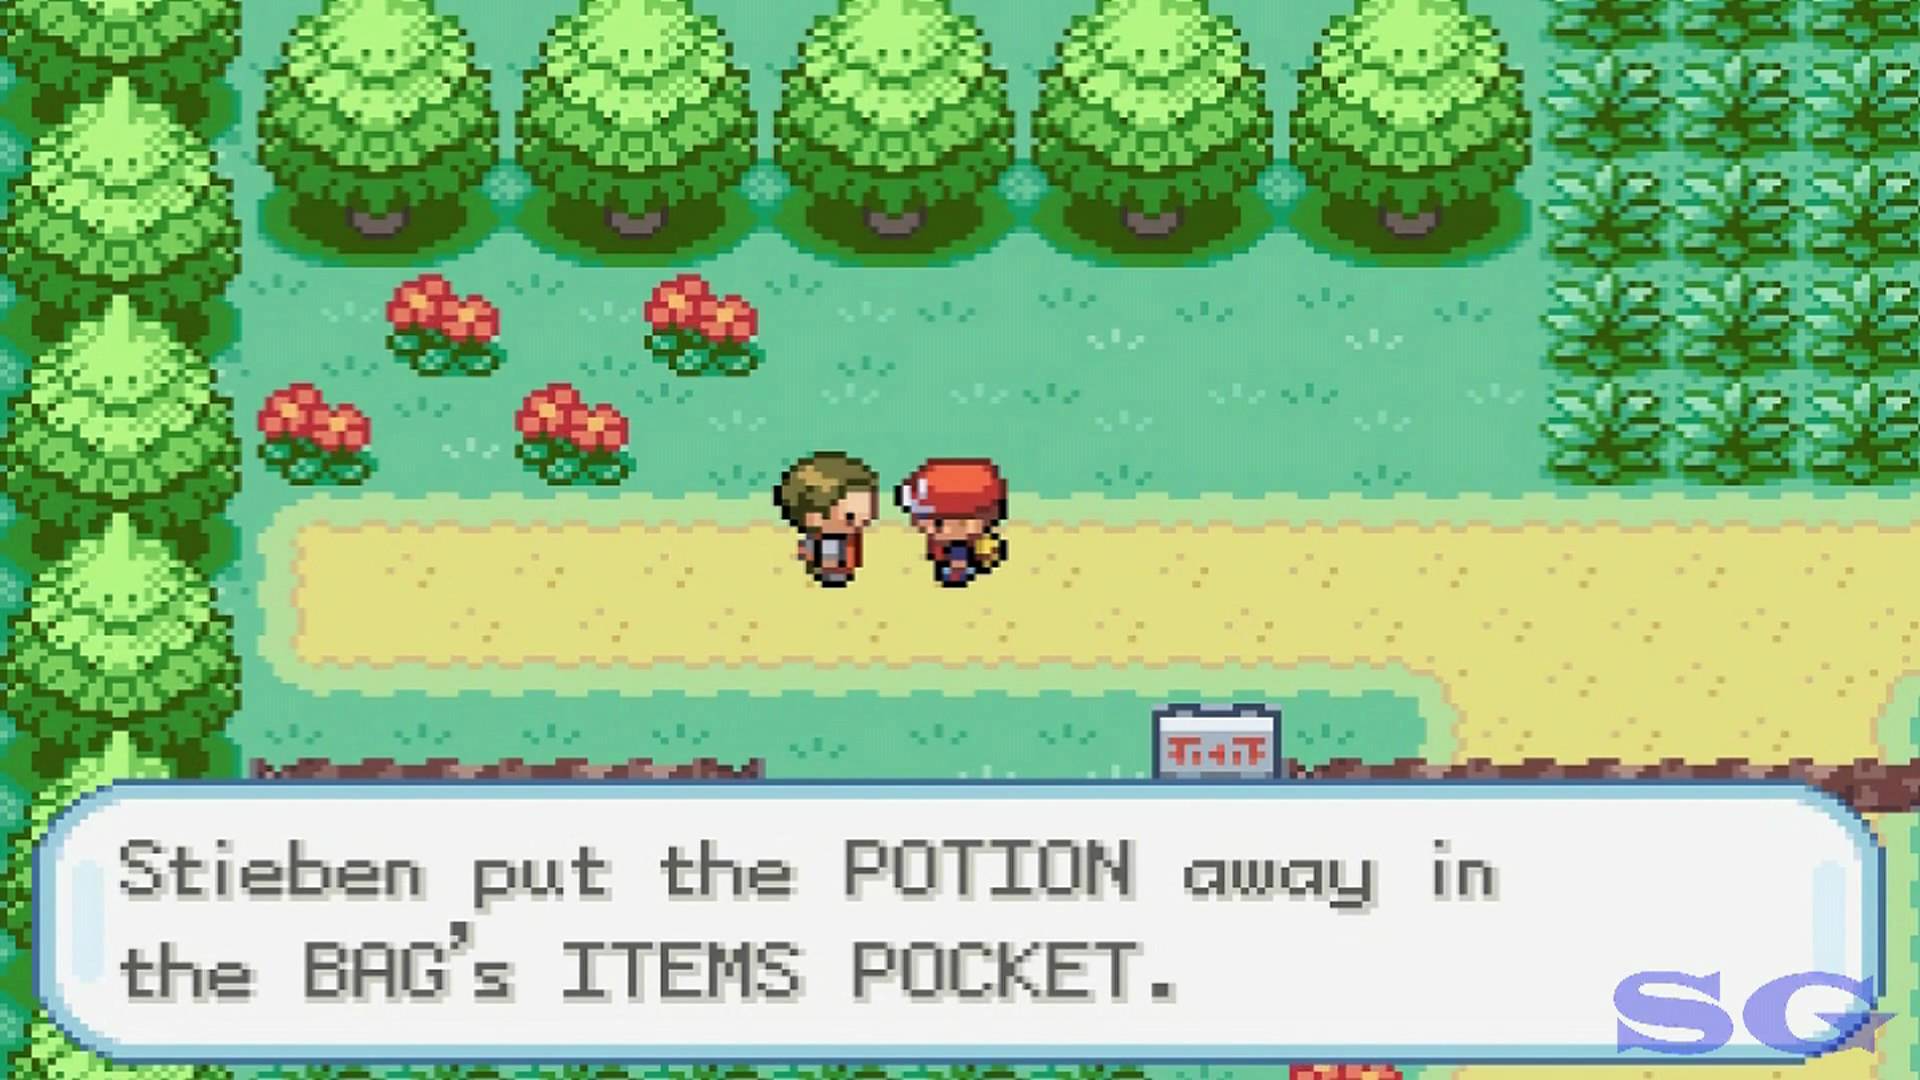 Stieben put the POTION away in
the BAG's ITEMS POCKET.
SG